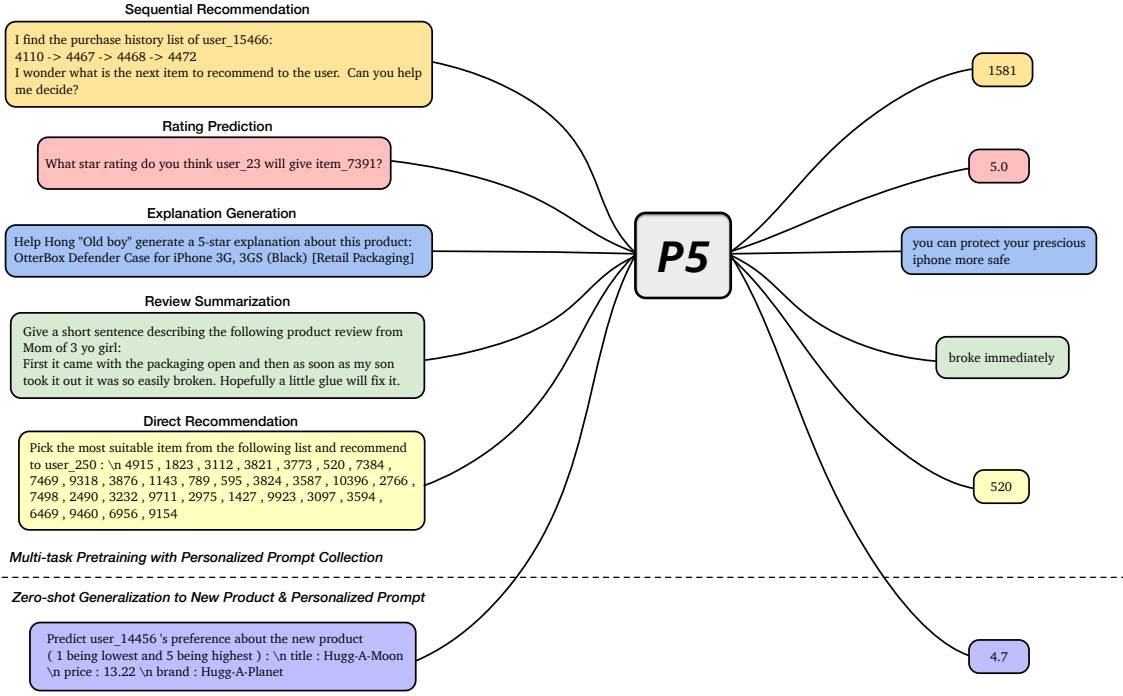 Sequential Recommendation
I find the purchase history list of user_15466:
4110 -> 4467 -> 4468 -> 4472
I wonder what is the next item to recommend to the user.  Can you help
me decide?
1581
Rating Prediction
What star rating do you think user_23 will give item_7391?
5.0
Explanation Generation
Help Hong "Old boy" generate a 5-star explanation about this product:
OtterBox Defender Case for iPhone 3G, 3GS (Black) [Retail Packaging]
P5
you can protect your prescious
iphone more safe
Review Summarization
Give a short sentence describing the following product review from
Mom of 3 yo girl:
First it came with the packaging open and then as soon as my son
took it out it was so easily broken. Hopefully a little glue will fix it.
broke immediately
Direct Recommendation
Pick the most suitable item from the following list and recommend
to user_250 : \n 4915 , 1823 , 3112 , 3821 , 3773 , 520 , 7384 ,
7469 , 9318 , 3876 , 1143 , 789 , 595 , 3824 , 3587 , 10396 , 2766 ,
7498 , 2490 , 3232 , 9711 , 2975 , 1427 , 9923 , 3097 , 3594 ,
6469 , 9460 , 6956 , 9154
520
Multi-task Pretraining with Personalized Prompt Collection
Zero-shot Generalization to New Product & Personalized Prompt
Predict user_14456 's preference about the new product
( 1 being lowest and 5 being highest ) : \n title : Hugg-A-Moon
\n price : 13.22 \n brand : Hugg-A-Planet
4.7